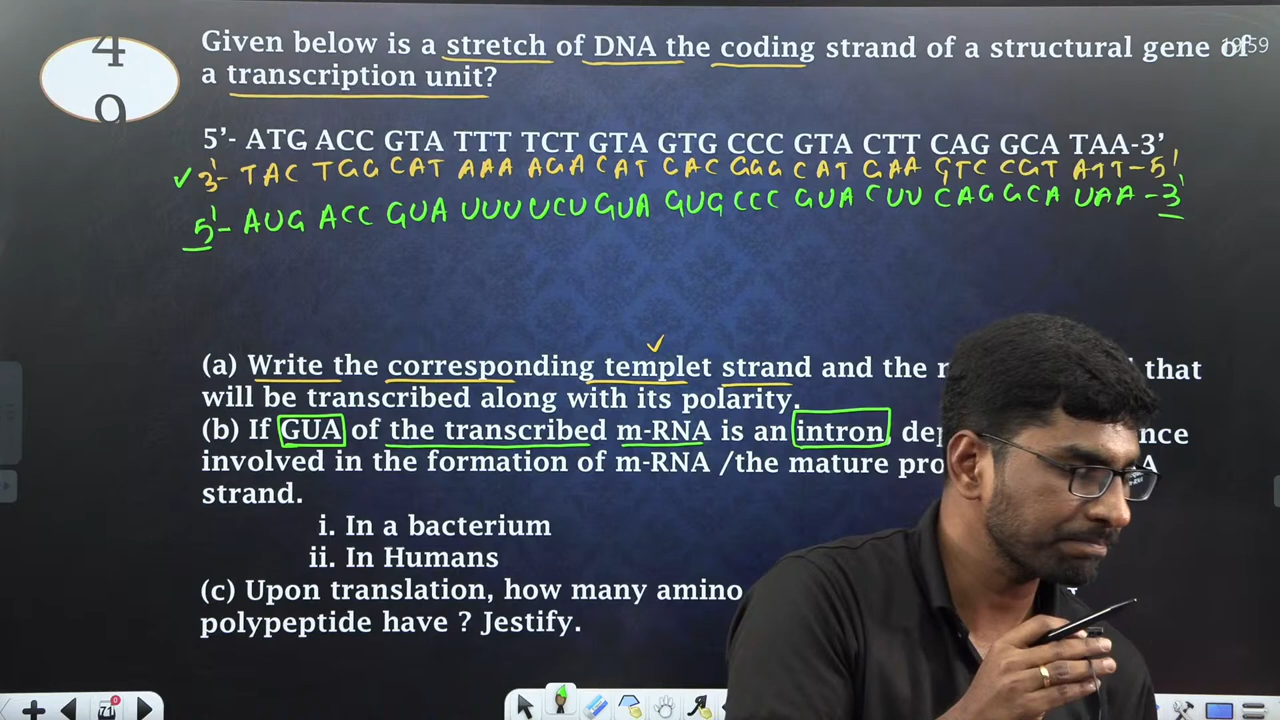 4
9
Given below is a stretch of DNA the coding strand of a structural gene of
a transcription unit?
5’- ATG ACC GTA TTT TCT GTA GTG CCC GTA CTT CAG GCA TAA-3’
3'- TAC TGG CAT AAA AGA CAT CAC GGG CAT GAA GTC CGT ATT-5'
5'- AUG ACC GUA UUU UCU GUA GUG CCC GUA CUU CAG GCA UAA -3'
(a) Write the corresponding templet strand and the that
will be transcribed along with its polarity.
(b) If GUA of the transcribed m-RNA is an intron,
involved in the formation of m-RNA /the mature
strand.
i. In a bacterium
ii. In Humans
(c) Upon translation, how many amino
polypeptide have ? Jestify.
71